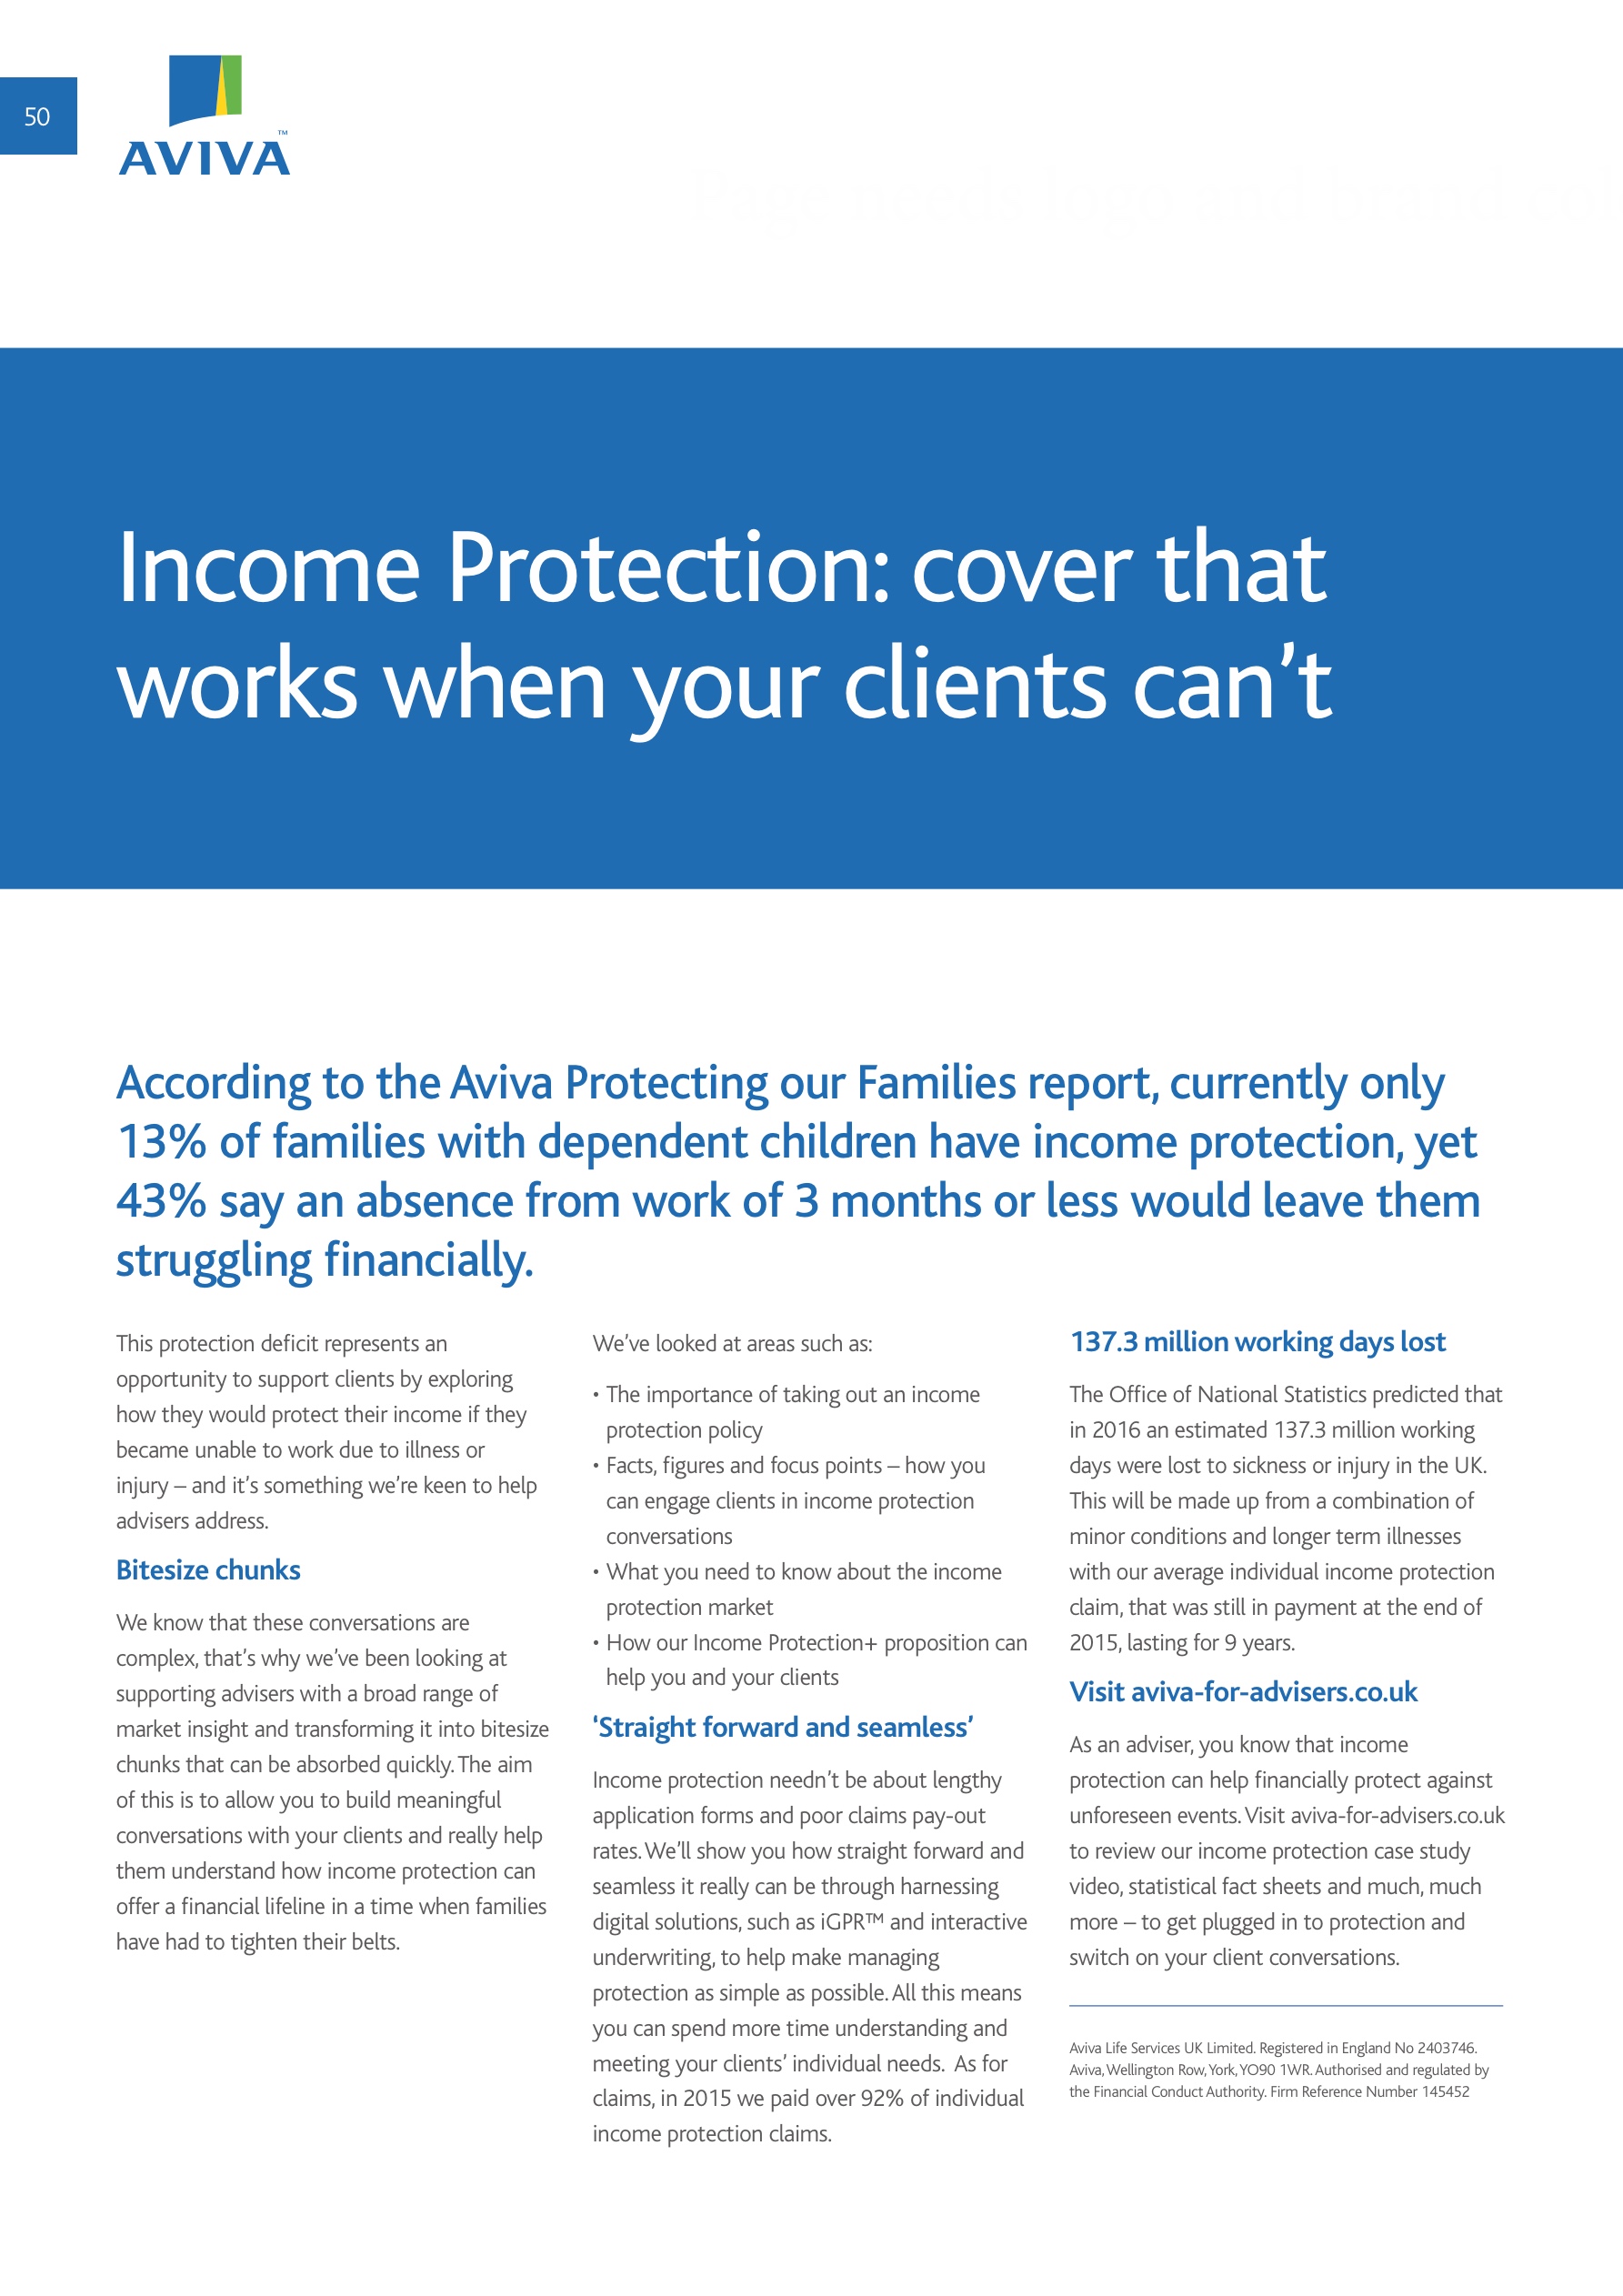 50
AVIVA™
Income Protection: cover that
works when your clients can’t
According to the Aviva Protecting our Families report, currently only
13% of families with dependent children have income protection, yet
43% say an absence from work of 3 months or less would leave them
struggling financially.
This protection deficit represents an
opportunity to support clients by exploring
how they would protect their income if they
became unable to work due to illness or
injury – and it’s something we’re keen to help
advisers address.
Bitesize chunks
We know that these conversations are
complex, that’s why we’ve been looking at
supporting advisers with a broad range of
market insight and transforming it into bitesize
chunks that can be absorbed quickly. The aim
of this is to allow you to build meaningful
conversations with your clients and really help
them understand how income protection can
offer a financial lifeline in a time when families
have had to tighten their belts.
We’ve looked at areas such as:
• The importance of taking out an income
protection policy
• Facts, figures and focus points – how you
can engage clients in income protection
conversations
• What you need to know about the income
protection market
• How our Income Protection+ proposition can
help you and your clients
‘Straight forward and seamless’
Income protection needn’t be about lengthy
application forms and poor claims pay-out
rates. We’ll show you how straight forward and
seamless it really can be through harnessing
digital solutions, such as iGPR™ and interactive
underwriting, to help make managing
protection as simple as possible. All this means
you can spend more time understanding and
meeting your clients’ individual needs.  As for
claims, in 2015 we paid over 92% of individual
income protection claims.
137.3 million working days lost
The Office of National Statistics predicted that
in 2016 an estimated 137.3 million working
days were lost to sickness or injury in the UK.
This will be made up from a combination of
minor conditions and longer term illnesses
with our average individual income protection
claim, that was still in payment at the end of
2015, lasting for 9 years.
Visit aviva-for-advisers.co.uk
As an adviser, you know that income
protection can help financially protect against
unforeseen events. Visit aviva-for-advisers.co.uk
to review our income protection case study
video, statistical fact sheets and much, much
more – to get plugged in to protection and
switch on your client conversations.
Aviva Life Services UK Limited. Registered in England No 2403746.
Aviva, Wellington Row, York, YO90 1WR. Authorised and regulated by
the Financial Conduct Authority. Firm Reference Number 145452